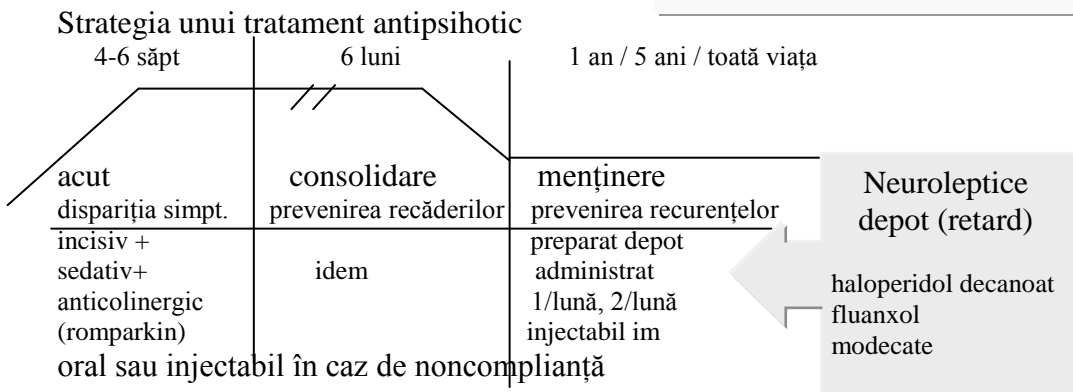 Strategia unui tratament antipsihotic
4-6 săpt
6 luni
1 an / 5 ani / toată viața
acut
dispariția simpt.
consolidare
prevenirea recăderilor
menținere
prevenirea recurențelor
incisiv +
sedativ+
anticolinergic
(romparkin)
idem
preparat depot
administrat
1/lună, 2/lună
injectabil im
oral sau injectabil în caz de noncomplianță
Neuroleptice
depot (retard)
haloperidol decanoat
fluanxol
modecate